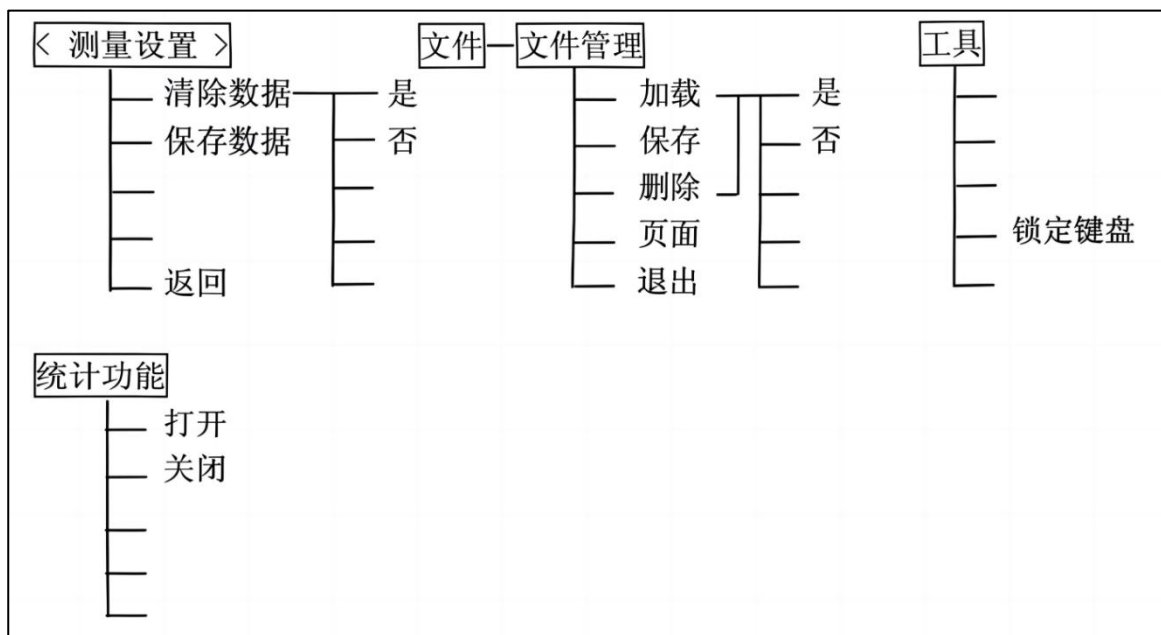 < 测量设置 > 文件 文件管理 工具
清除数据 是 加载 是
保存数据 否 保存 否
删除
页面 锁定键盘
返回 退出
统计功能
打开
关闭